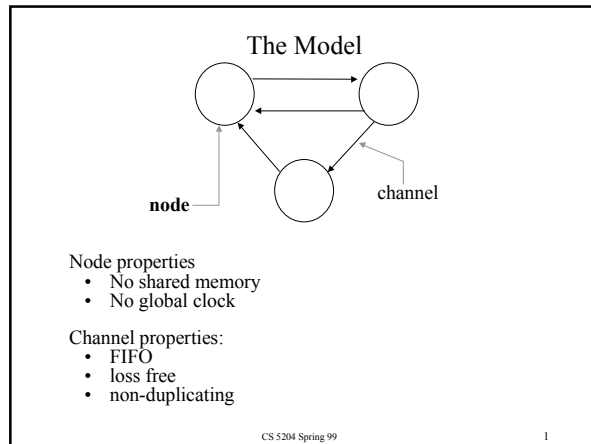 The Model
node
channel
Node properties
• No shared memory
• No global clock
Channel properties:
• FIFO
• loss free
• non-duplicating
CS 5204 Spring 99
1